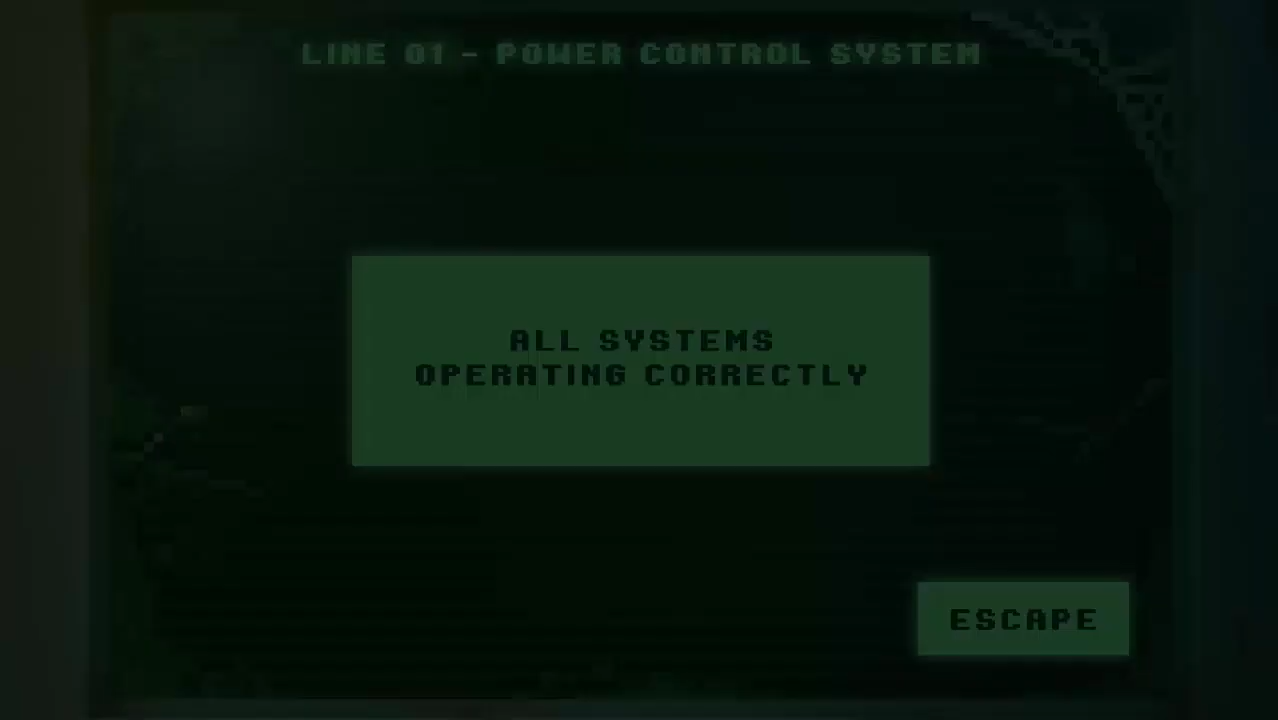 LINE 01 - POWER CONTROL SYSTEM
ALL SYSTEMS
OPERATING CORRECTLY
ESCAPE